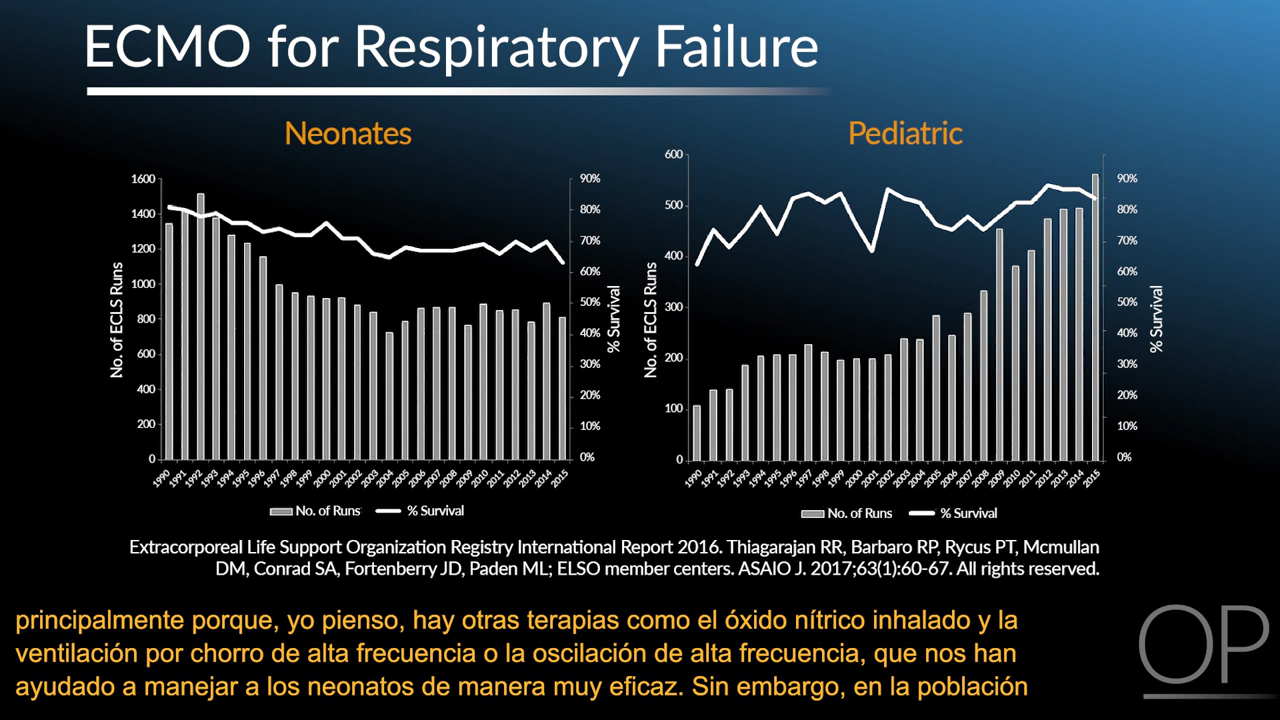 ECMO for Respiratory Failure
Neonates
Pediatric
1600
1400
1200
1000
800
600
400
200
0
No. of ECLS Runs
90%
80%
70%
60%
50%
40%
30%
20%
10%
0%
% Survival
1990 1991 1992 1993 1994 1995 1996 1997 1998 1999 2000 2001 2002 2003 2004 2005 2006 2007 2008 2009 2010 2011 2012 2013 2014 2015
No. of Runs % Survival
600
500
400
300
200
100
0
No. of ECLS Runs
90%
80%
70%
60%
50%
40%
30%
20%
10%
0%
% Survival
1990 1991 1992 1993 1994 1995 1996 1997 1998 1999 2000 2001 2002 2003 2004 2005 2006 2007 2008 2009 2010 2011 2012 2013 2014 2015
No. of Runs % Survival
Extracorporeal Life Support Organization Registry International Report 2016. Thiagarajan RR, Barbaro RP, Rycus PT, Mcmullan
DM, Conrad SA, Fortenberry JD, Paden ML; ELSO member centers. ASAIO J. 2017;63(1):60-67. All rights reserved.
principalmente porque, yo pienso, hay otras terapias como el óxido nítrico inhalado y la
ventilación por chorro de alta frecuencia o la oscilación de alta frecuencia, que nos han
ayudado a manejar a los neonatos de manera muy eficaz. Sin embargo, en la población
OP